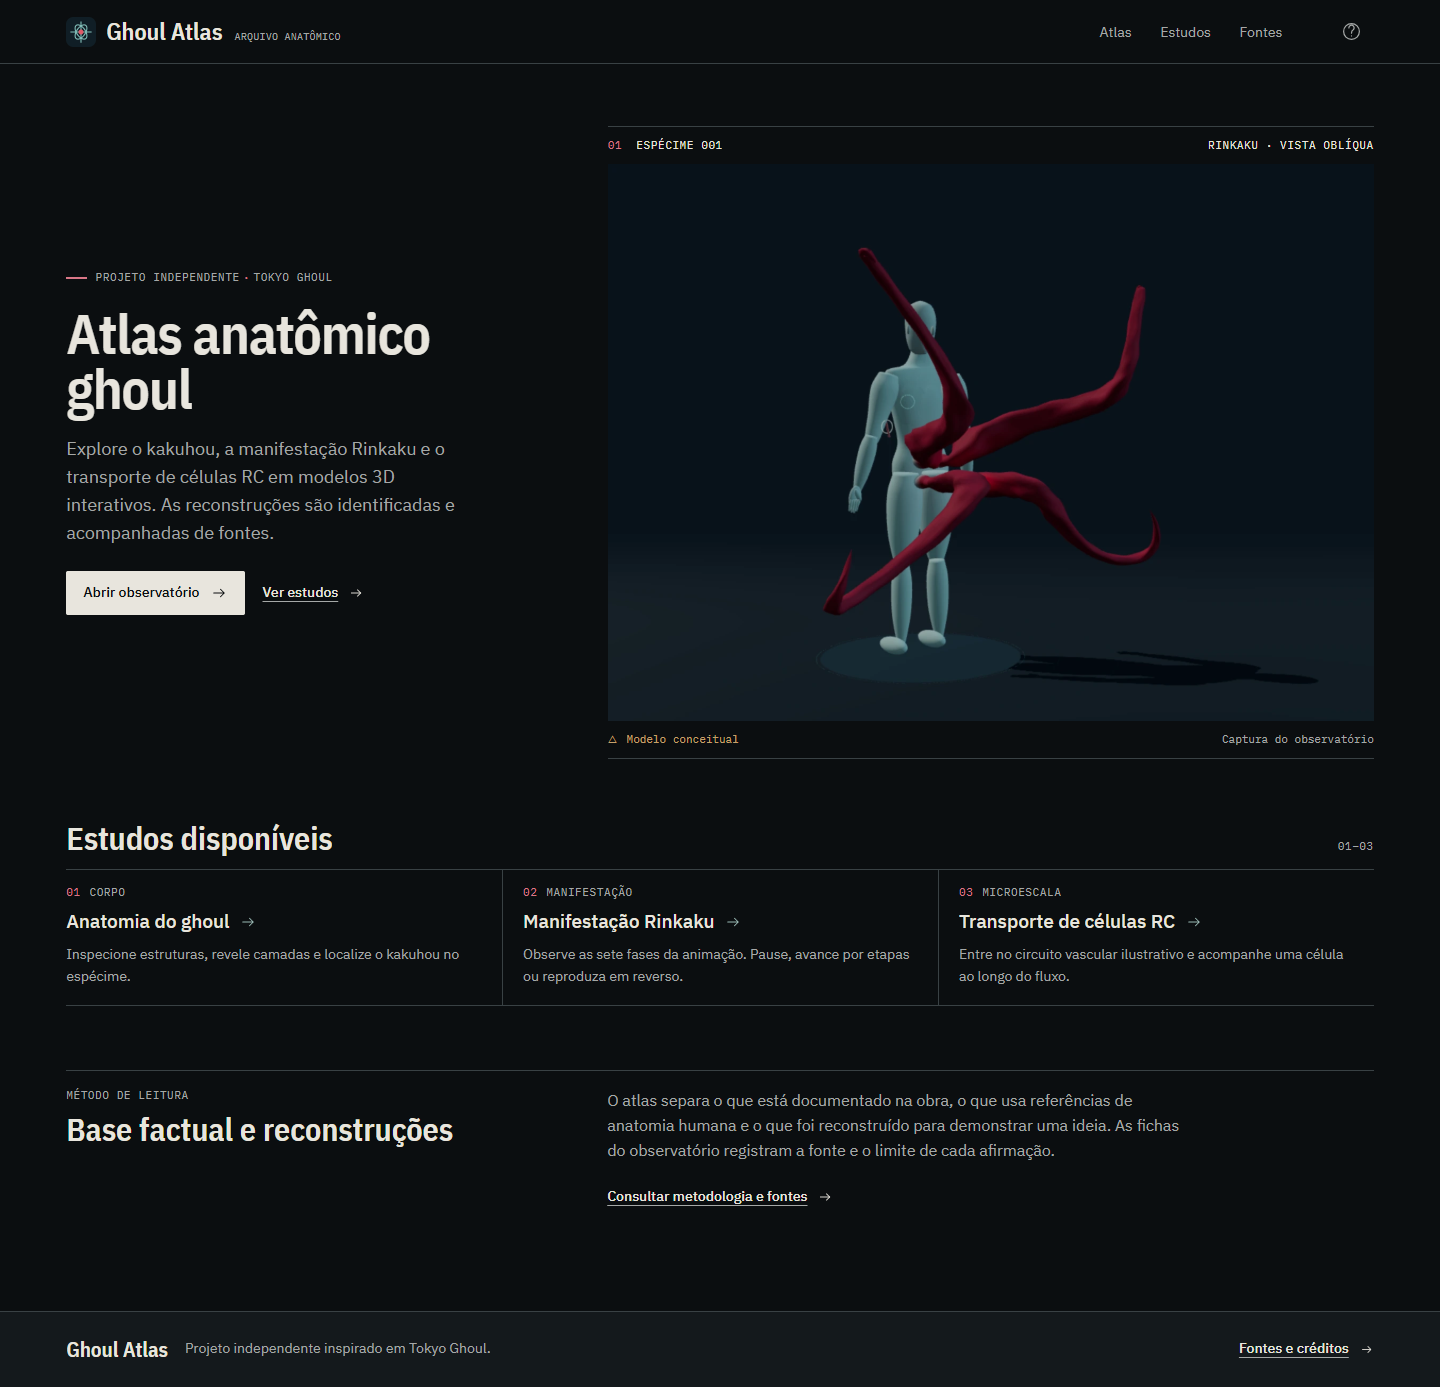 Ghoul Atlas ARQUIVO ANATÔMICO
Atlas Estudos Fontes
01 ESPÉCIME 001
RINKAKU · VISTA OBLÍQUA
PROJETO INDEPENDENTE · TOKYO GHOUL
Atlas anatômico
ghoul
Explore o kakuhou, a manifestação Rinkaku e o
transporte de células RC em modelos 3D
interativos. As reconstruções são identificadas e
acompanhadas de fontes.
Abrir observatório →
Ver estudos →
△ Modelo conceitual
Captura do observatório
Estudos disponíveis
01–03
01 CORPO
Anatomia do ghoul →
Inspecione estruturas, revele camadas e localize o kakuhou no
espécime.
02 MANIFESTAÇÃO
Manifestação Rinkaku →
Observe as sete fases da animação. Pause, avance por etapas
ou reproduza em reverso.
03 MICROESCALA
Transporte de células RC →
Entre no circuito vascular ilustrativo e acompanhe uma célula
ao longo do fluxo.
MÉTODO DE LEITURA
Base factual e reconstruções
O atlas separa o que está documentado na obra, o que usa referências de
anatomia humana e o que foi reconstruído para demonstrar uma ideia. As fichas
do observatório registram a fonte e o limite de cada afirmação.
Consultar metodologia e fontes →
Ghoul Atlas Projeto independente inspirado em Tokyo Ghoul.
Fontes e créditos →